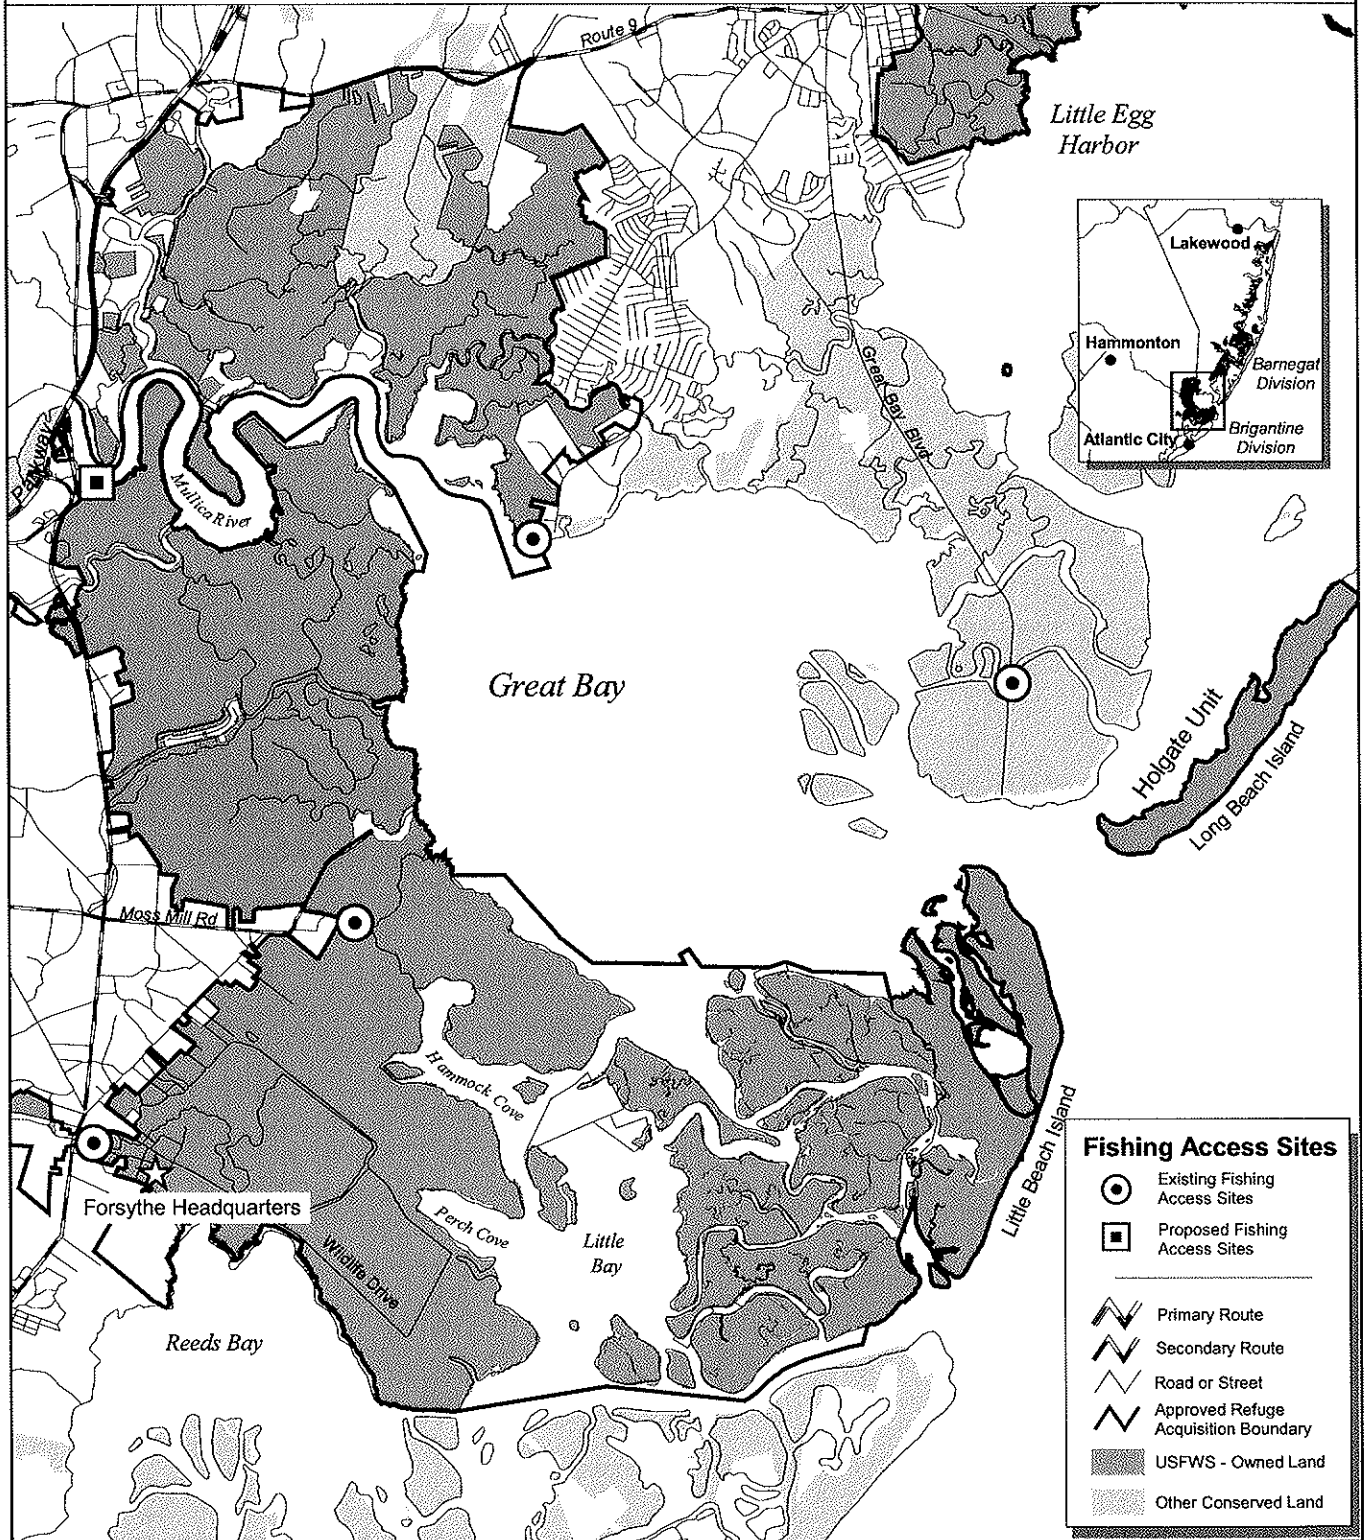 Route 9
Little Egg
Harbor
Lakewood
Hammonton
Barnegat
Division
Atlantic City
Brigantine
Division
Great Bay Blvd
Parkway
Mullica River
Great Bay
Holgate Unit
Long Beach Island
Moss Mill Rd
Hammock Cove
Little Beach Island
Forsythe Headquarters
Perch Cove
Little
Bay
Wildlife Drive
Reeds Bay
Fishing Access Sites
Existing Fishing
Access Sites
Proposed Fishing
Access Sites
Primary Route
Secondary Route
Road or Street
Approved Refuge
Acquisition Boundary
USFWS - Owned Land
Other Conserved Land